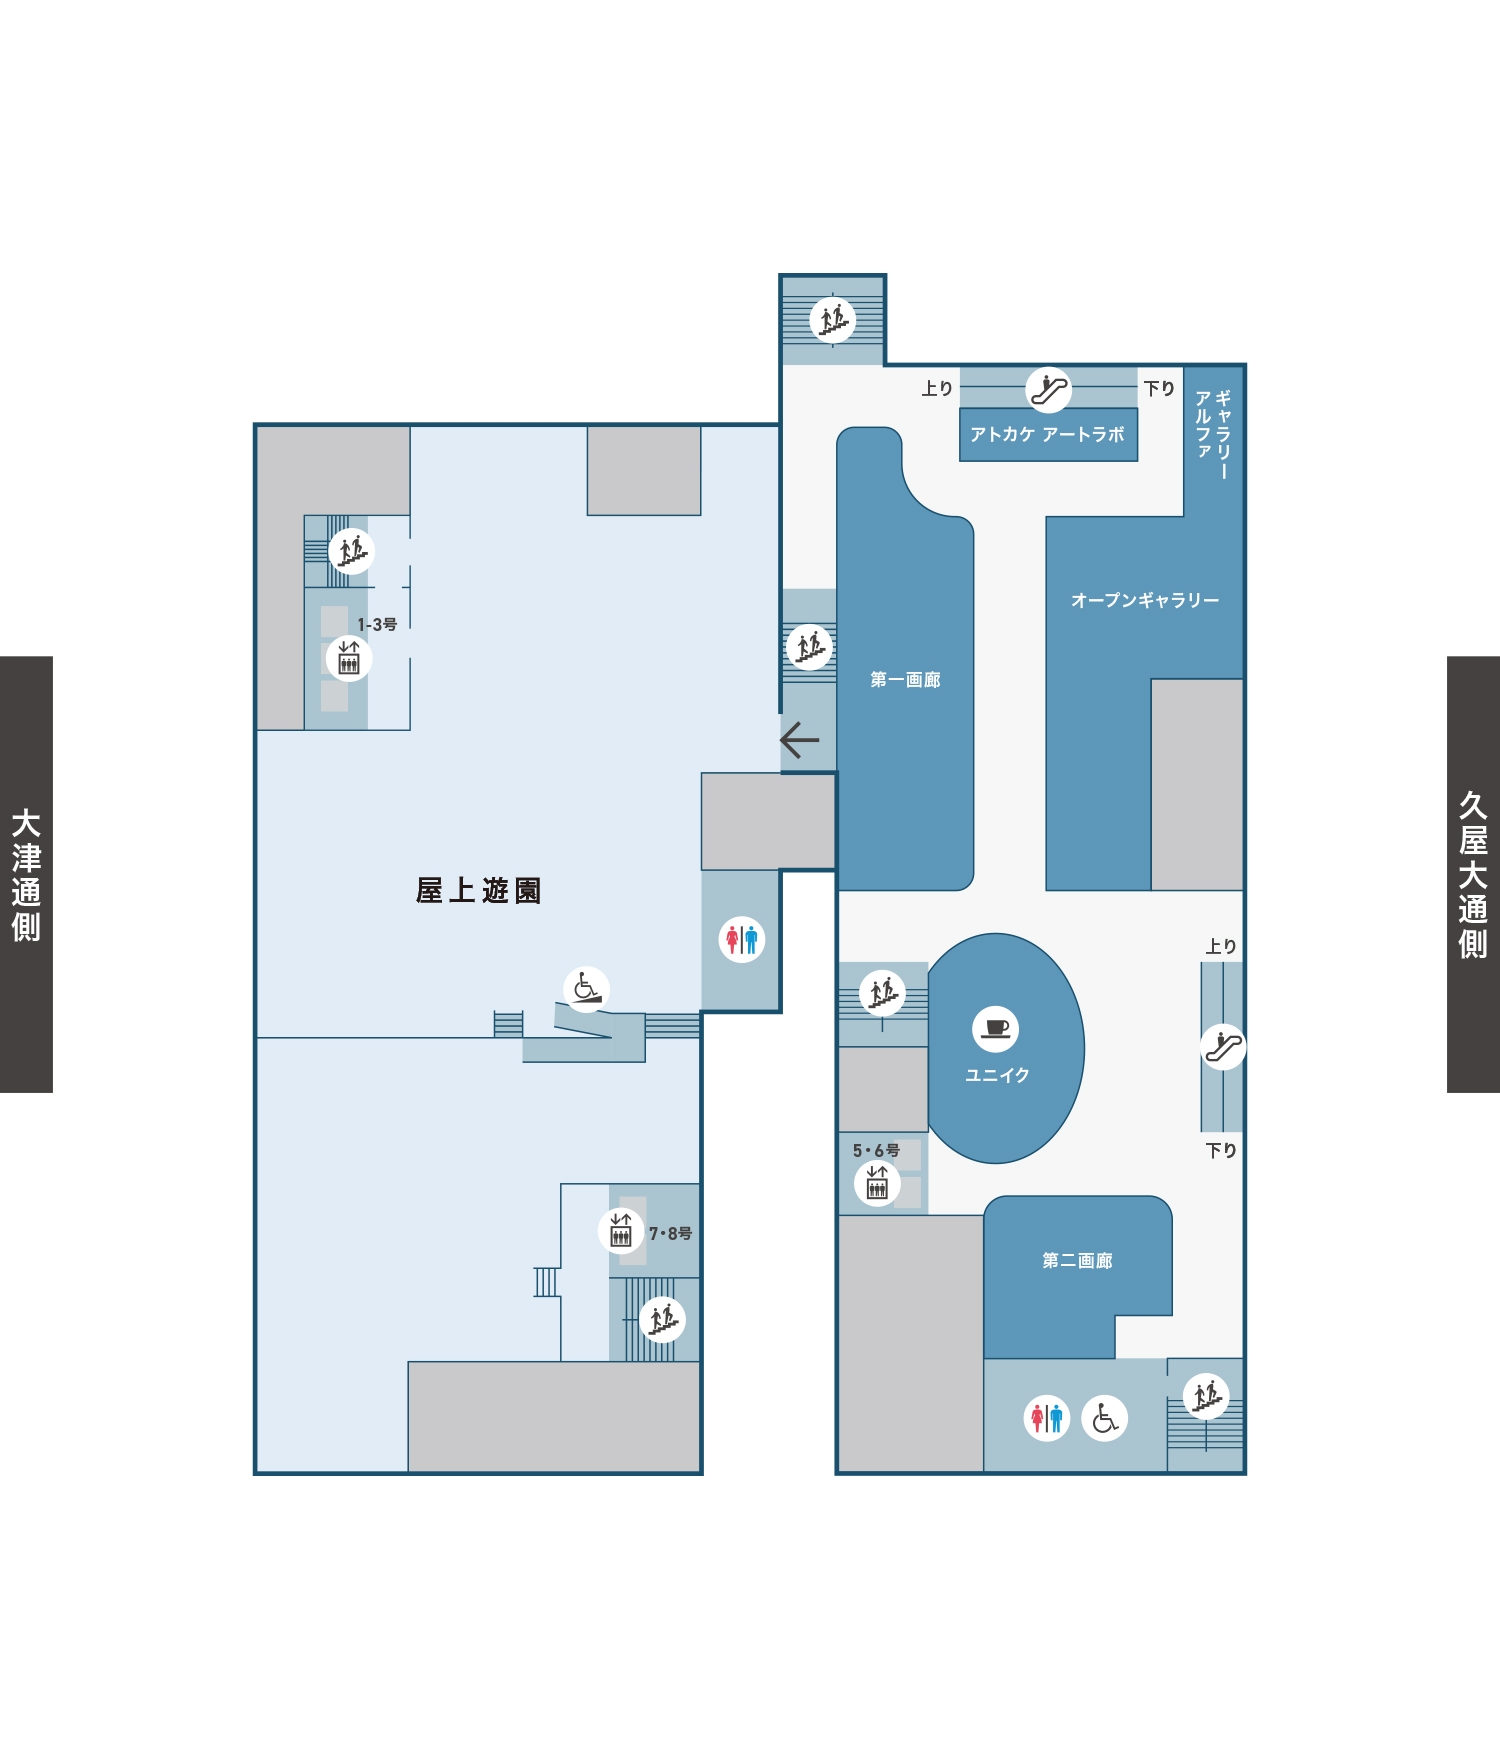 上り
下り
ギャラリー
アルファ
アトカケ アートラボ
オープンギャラリー
1-3号
第一画廊
大津通側
久屋大通側
屋上遊園
上り
ユニイク
下り
5・6号
7・8号
第二画廊